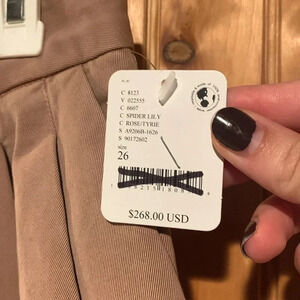 C 8123
V 022555
C 6607
C SPIDER LILY
C ROSE/TYRIE
S A9206B-1626
S 90172602
size
26
$268.00 USD